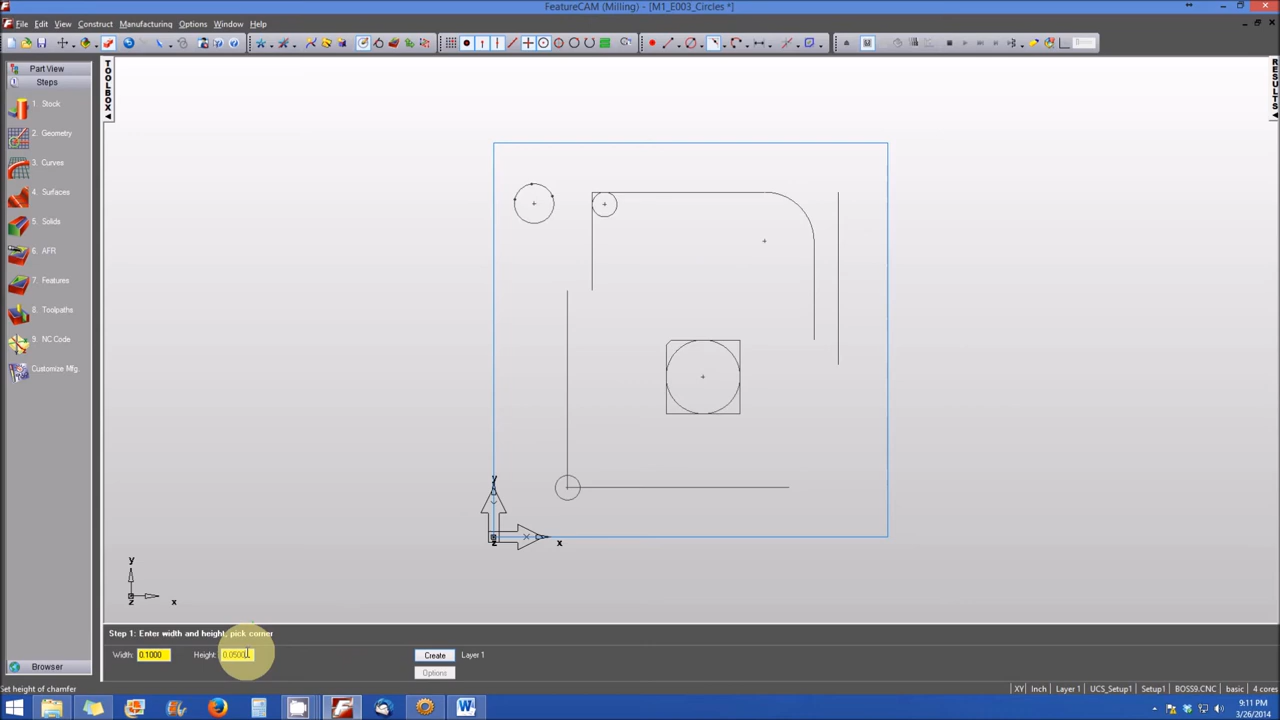 FeatureCAM (Milling) - [M1_E003_Circles *]
File Edit View Construct Manufacturing Options Window Help
Part View
Steps
1. Stock
2. Geometry
3. Curves
4. Surfaces
5. Solids
6. AFR
7. Features
8. Toolpaths
9. NC Code
Customize Mfg.
Browser
TOOLBOX
RESULTS
y
x
z
y
x
z
Step 1: Enter width and height, pick corner
Width: 0.1000 Height: 0.0500 Create Layer 1
Options
Set height of chamfer
XY Inch Layer 1 UCS_Setup1 Setup1 BOSS9.CNC basic 4 cores
9:11 PM
3/26/2014